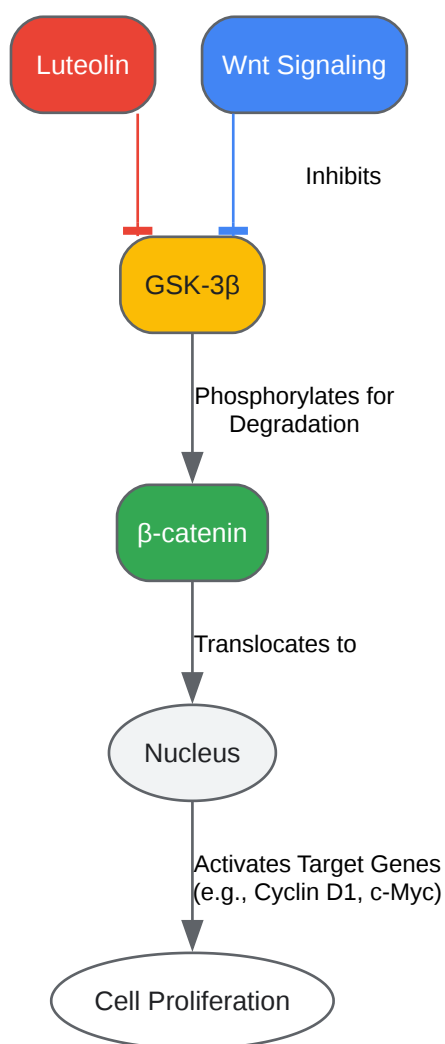 Luteolin
Wnt Signaling
Inhibits
GSK-3β
Phosphorylates for
Degradation
β-catenin
Translocates to
Nucleus
Activates Target Genes
(e.g., Cyclin D1, c-Myc)
Cell Proliferation